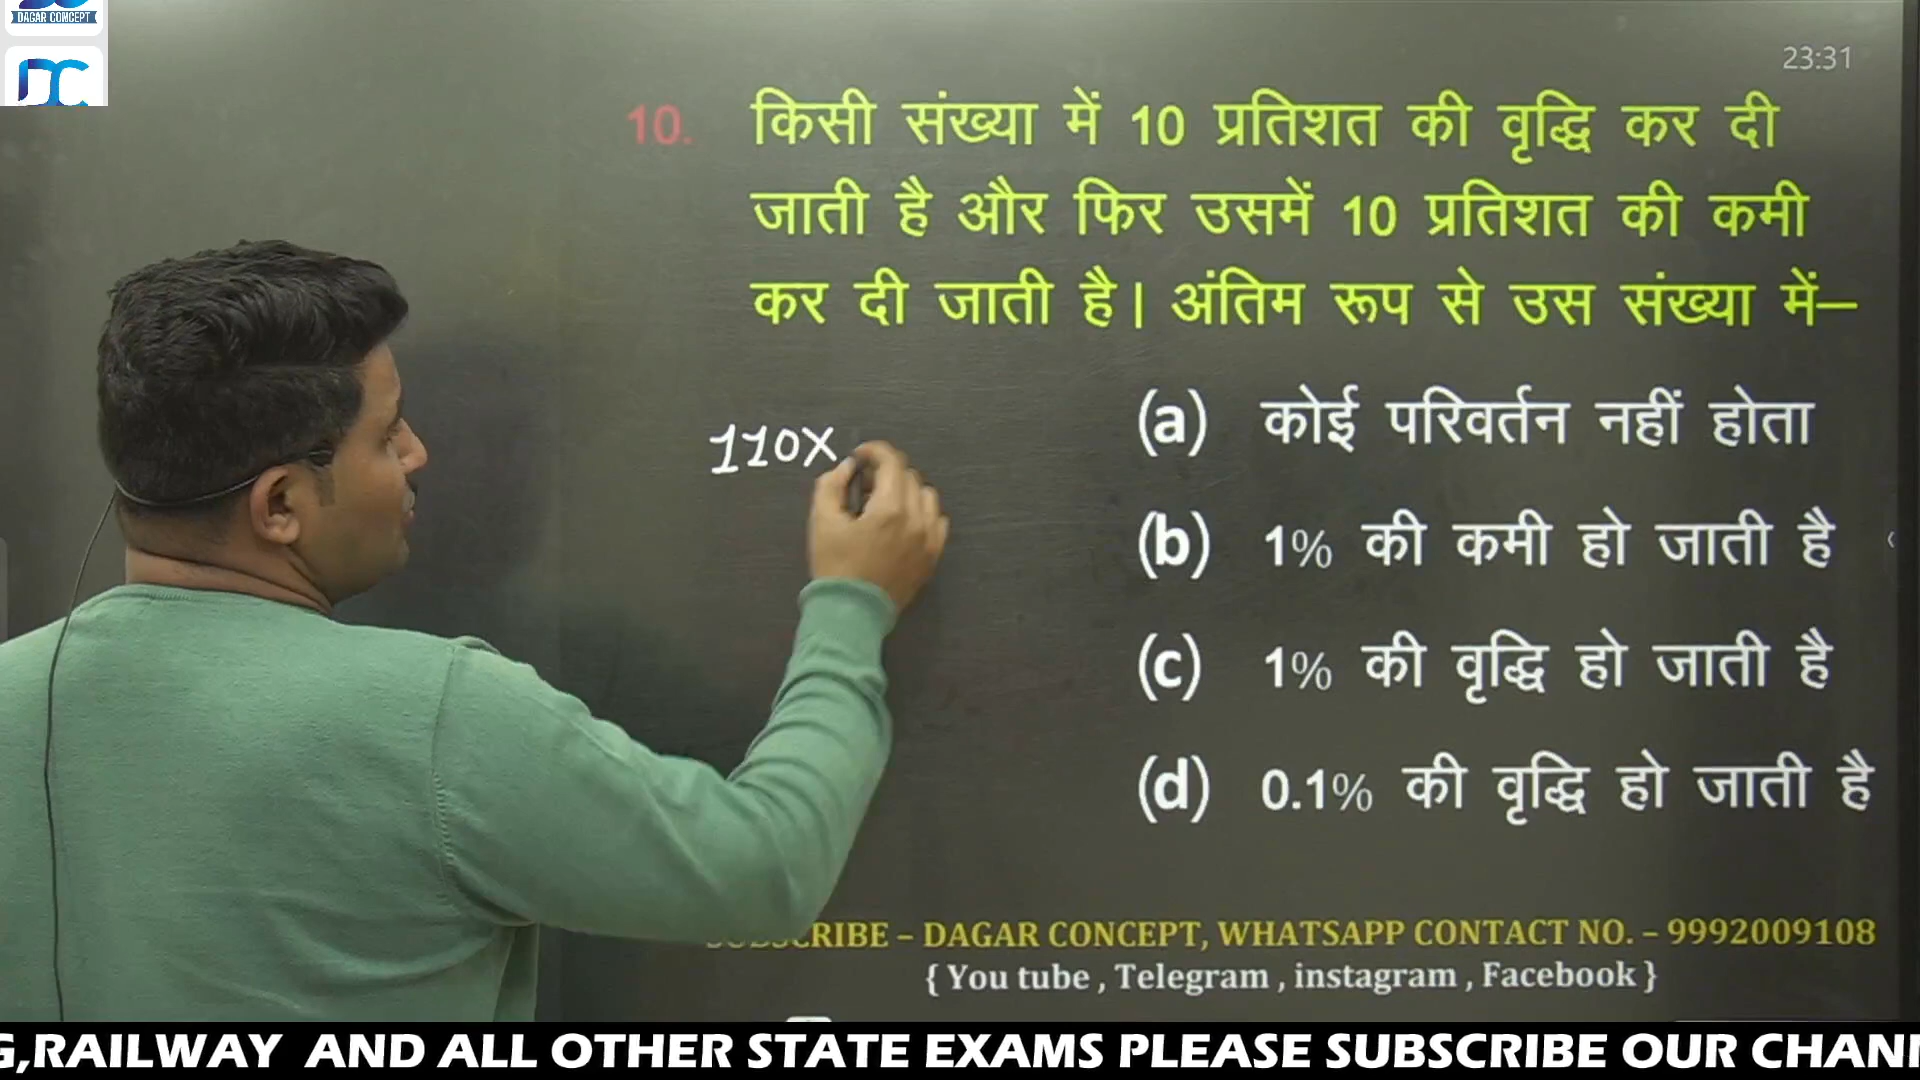 DAGAR CONCEPT
DC
23:31
10. किसी संख्या में 10 प्रतिशत की वृद्धि कर दी
जाती है और फिर उसमें 10 प्रतिशत की कमी
कर दी जाती है। अंतिम रूप से उस संख्या में–
110X
(a) कोई परिवर्तन नहीं होता
(b) 1% की कमी हो जाती है
(c) 1% की वृद्धि हो जाती है
(d) 0.1% की वृद्धि हो जाती है
SUBSCRIBE – DAGAR CONCEPT, WHATSAPP CONTACT NO. – 9992009108
{ You tube , Telegram , instagram , Facebook }
G,RAILWAY AND ALL OTHER STATE EXAMS PLEASE SUBSCRIBE OUR CHAN